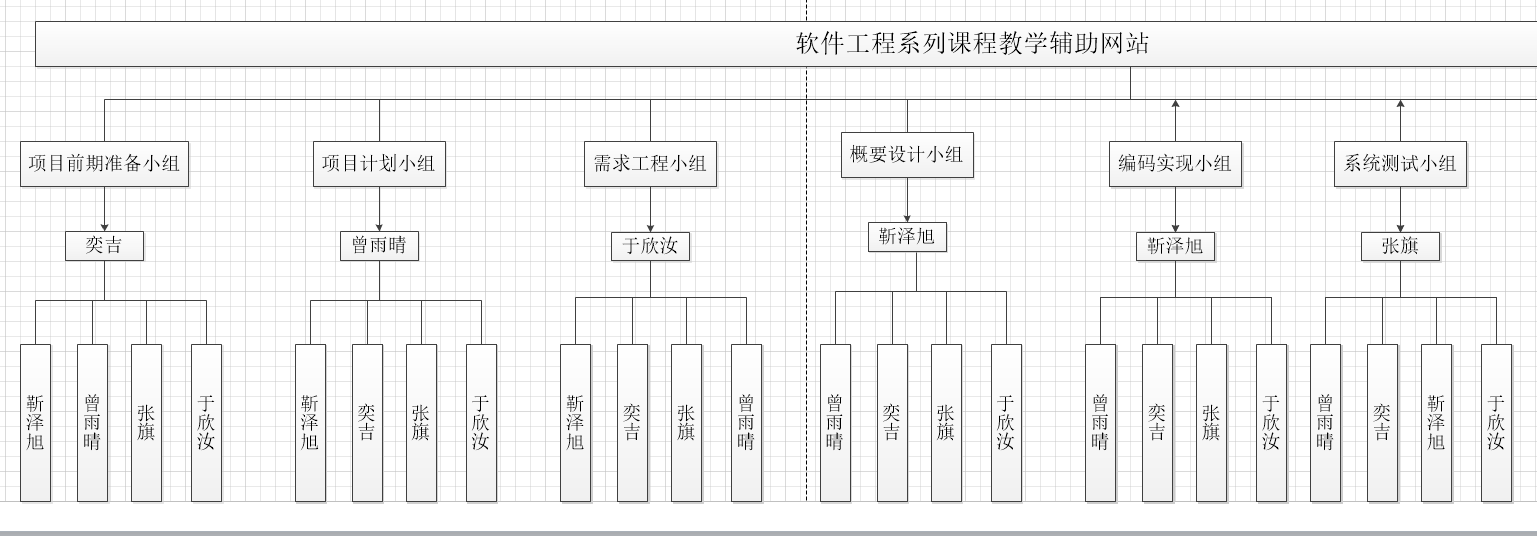 软件工程系列课程教学辅助网站
项目前期准备小组
项目计划小组
需求工程小组
概要设计小组
编码实现小组
系统测试小组
奕吉
曾雨晴
于欣汝
靳泽旭
靳泽旭
张旗
靳泽旭
曾雨晴
张旗
于欣汝
靳泽旭
奕吉
张旗
于欣汝
靳泽旭
奕吉
张旗
曾雨晴
曾雨晴
奕吉
张旗
于欣汝
曾雨晴
奕吉
张旗
于欣汝
曾雨晴
奕吉
靳泽旭
于欣汝